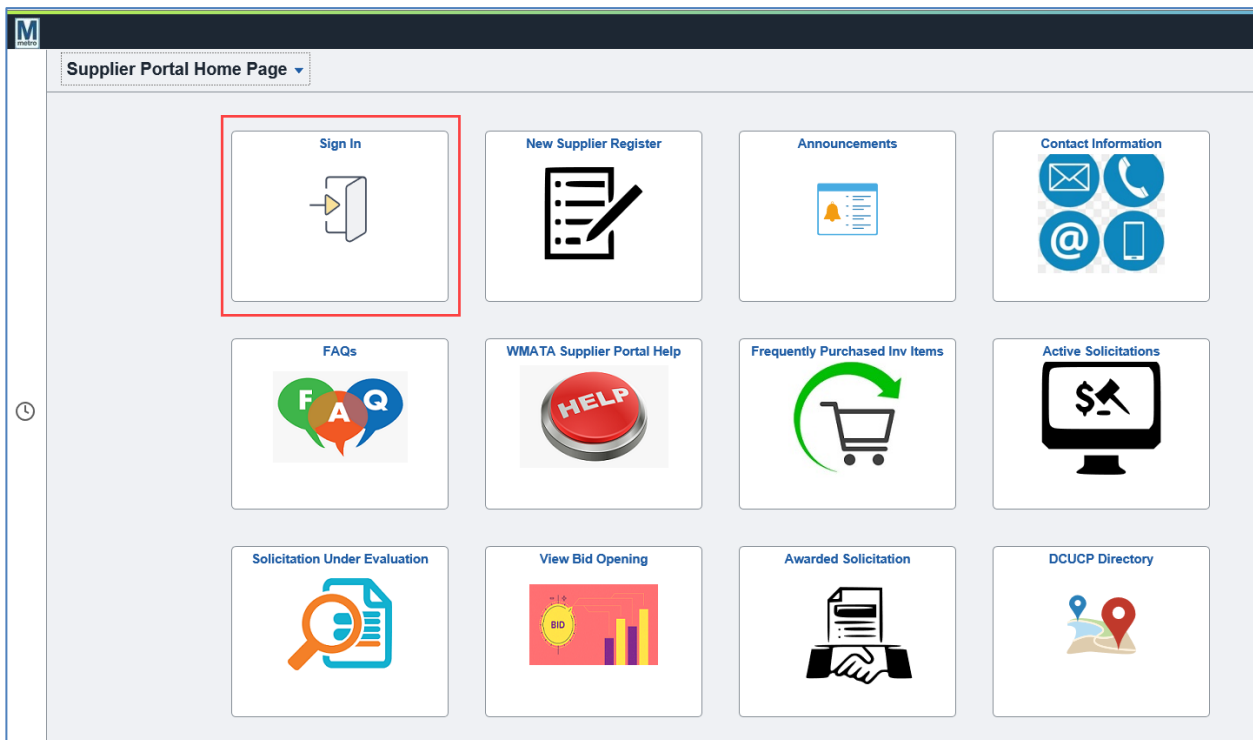 M
metro
Supplier Portal Home Page
Sign In
New Supplier Register
Announcements
Contact Information
@
FAQs
WMATA Supplier Portal Help
Frequently Purchased Inv Items
Active Solicitations
F A Q
HELP
$
Solicitation Under Evaluation
View Bid Opening
Awarded Solicitation
DCUCP Directory
BID